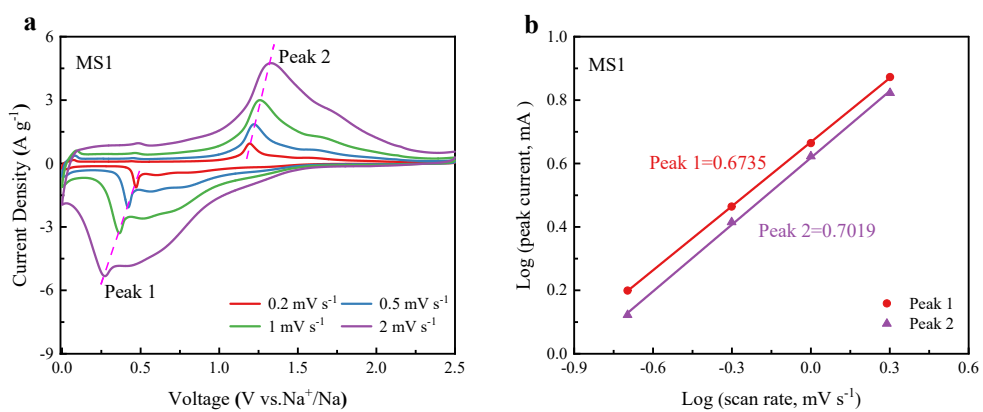 a
MS1
Peak 2
Peak 1
0.2 mV s⁻¹
0.5 mV s⁻¹
1 mV s⁻¹
2 mV s⁻¹
6
3
0
-3
-6
-9
0.0
0.5
1.0
1.5
2.0
2.5
Current Density (A g⁻¹)
Voltage (V vs.Na⁺/Na)
b
MS1
Peak 1=0.6735
Peak 2=0.7019
Peak 1
Peak 2
1.0
0.8
0.6
0.4
0.2
0.0
-0.9
-0.6
-0.3
0.0
0.3
0.6
Log (peak current, mA )
Log (scan rate, mV s⁻¹)